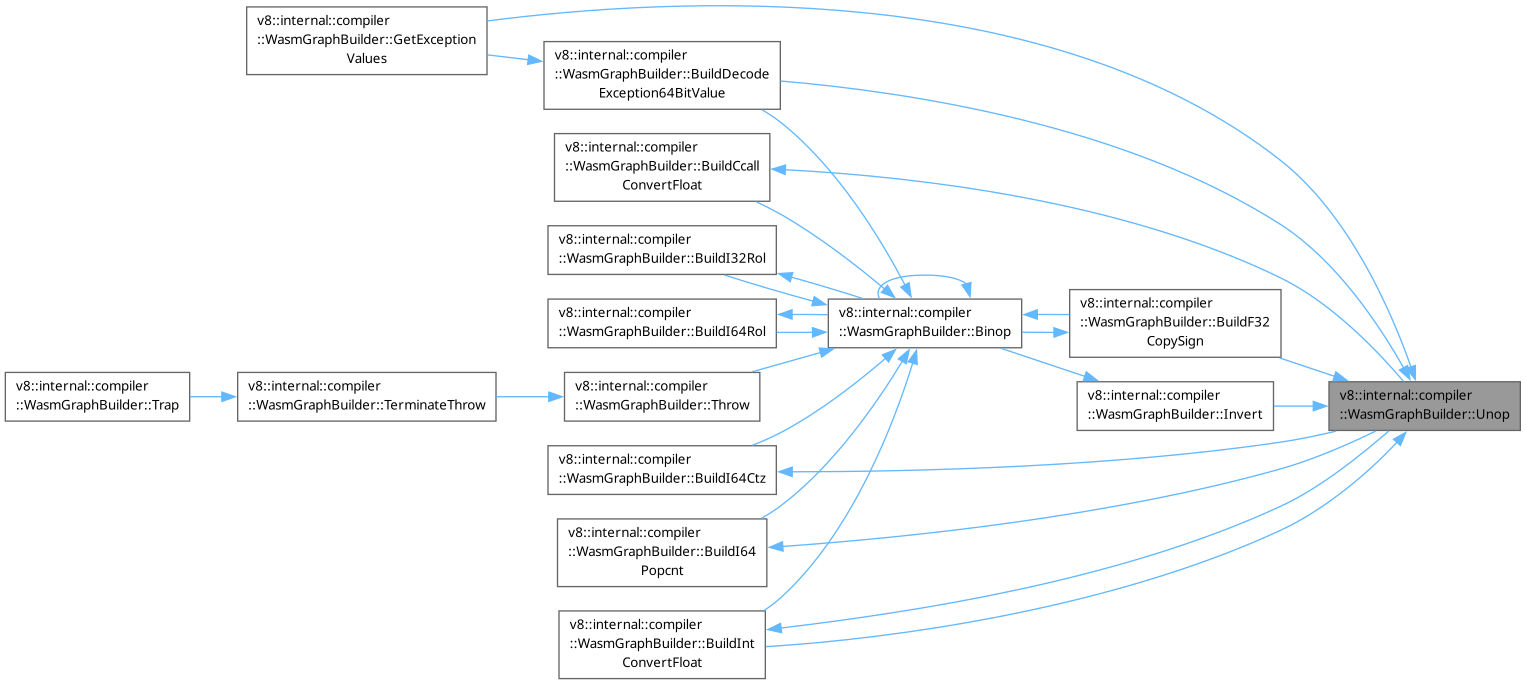 v8::internal::compiler
::WasmGraphBuilder::GetException
Values
v8::internal::compiler
::WasmGraphBuilder::BuildDecode
Exception64BitValue
v8::internal::compiler
::WasmGraphBuilder::BuildCcall
ConvertFloat
v8::internal::compiler
::WasmGraphBuilder::BuildI32Rol
v8::internal::compiler
::WasmGraphBuilder::BuildI64Rol
v8::internal::compiler
::WasmGraphBuilder::Binop
v8::internal::compiler
::WasmGraphBuilder::BuildF32
CopySign
v8::internal::compiler
::WasmGraphBuilder::Trap
v8::internal::compiler
::WasmGraphBuilder::TerminateThrow
v8::internal::compiler
::WasmGraphBuilder::Throw
v8::internal::compiler
::WasmGraphBuilder::Invert
v8::internal::compiler
::WasmGraphBuilder::Unop
v8::internal::compiler
::WasmGraphBuilder::BuildI64Ctz
v8::internal::compiler
::WasmGraphBuilder::BuildI64
Popcnt
v8::internal::compiler
::WasmGraphBuilder::BuildInt
ConvertFloat